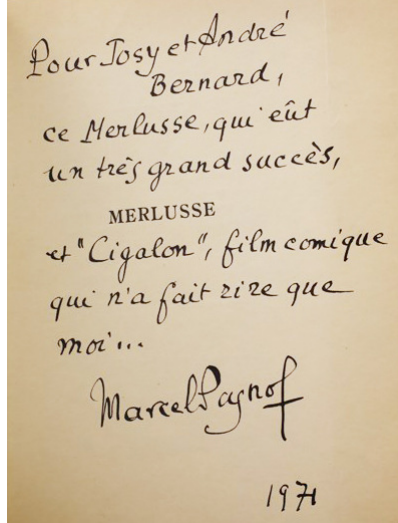 Pour Josy et André
Bernard,
ce Merlusse, qui eût
un très grand succès,
MERLUSSE
et "Cigalon", film comique
qui n'a fait rire que
moi...
Marcel Pagnol
1971